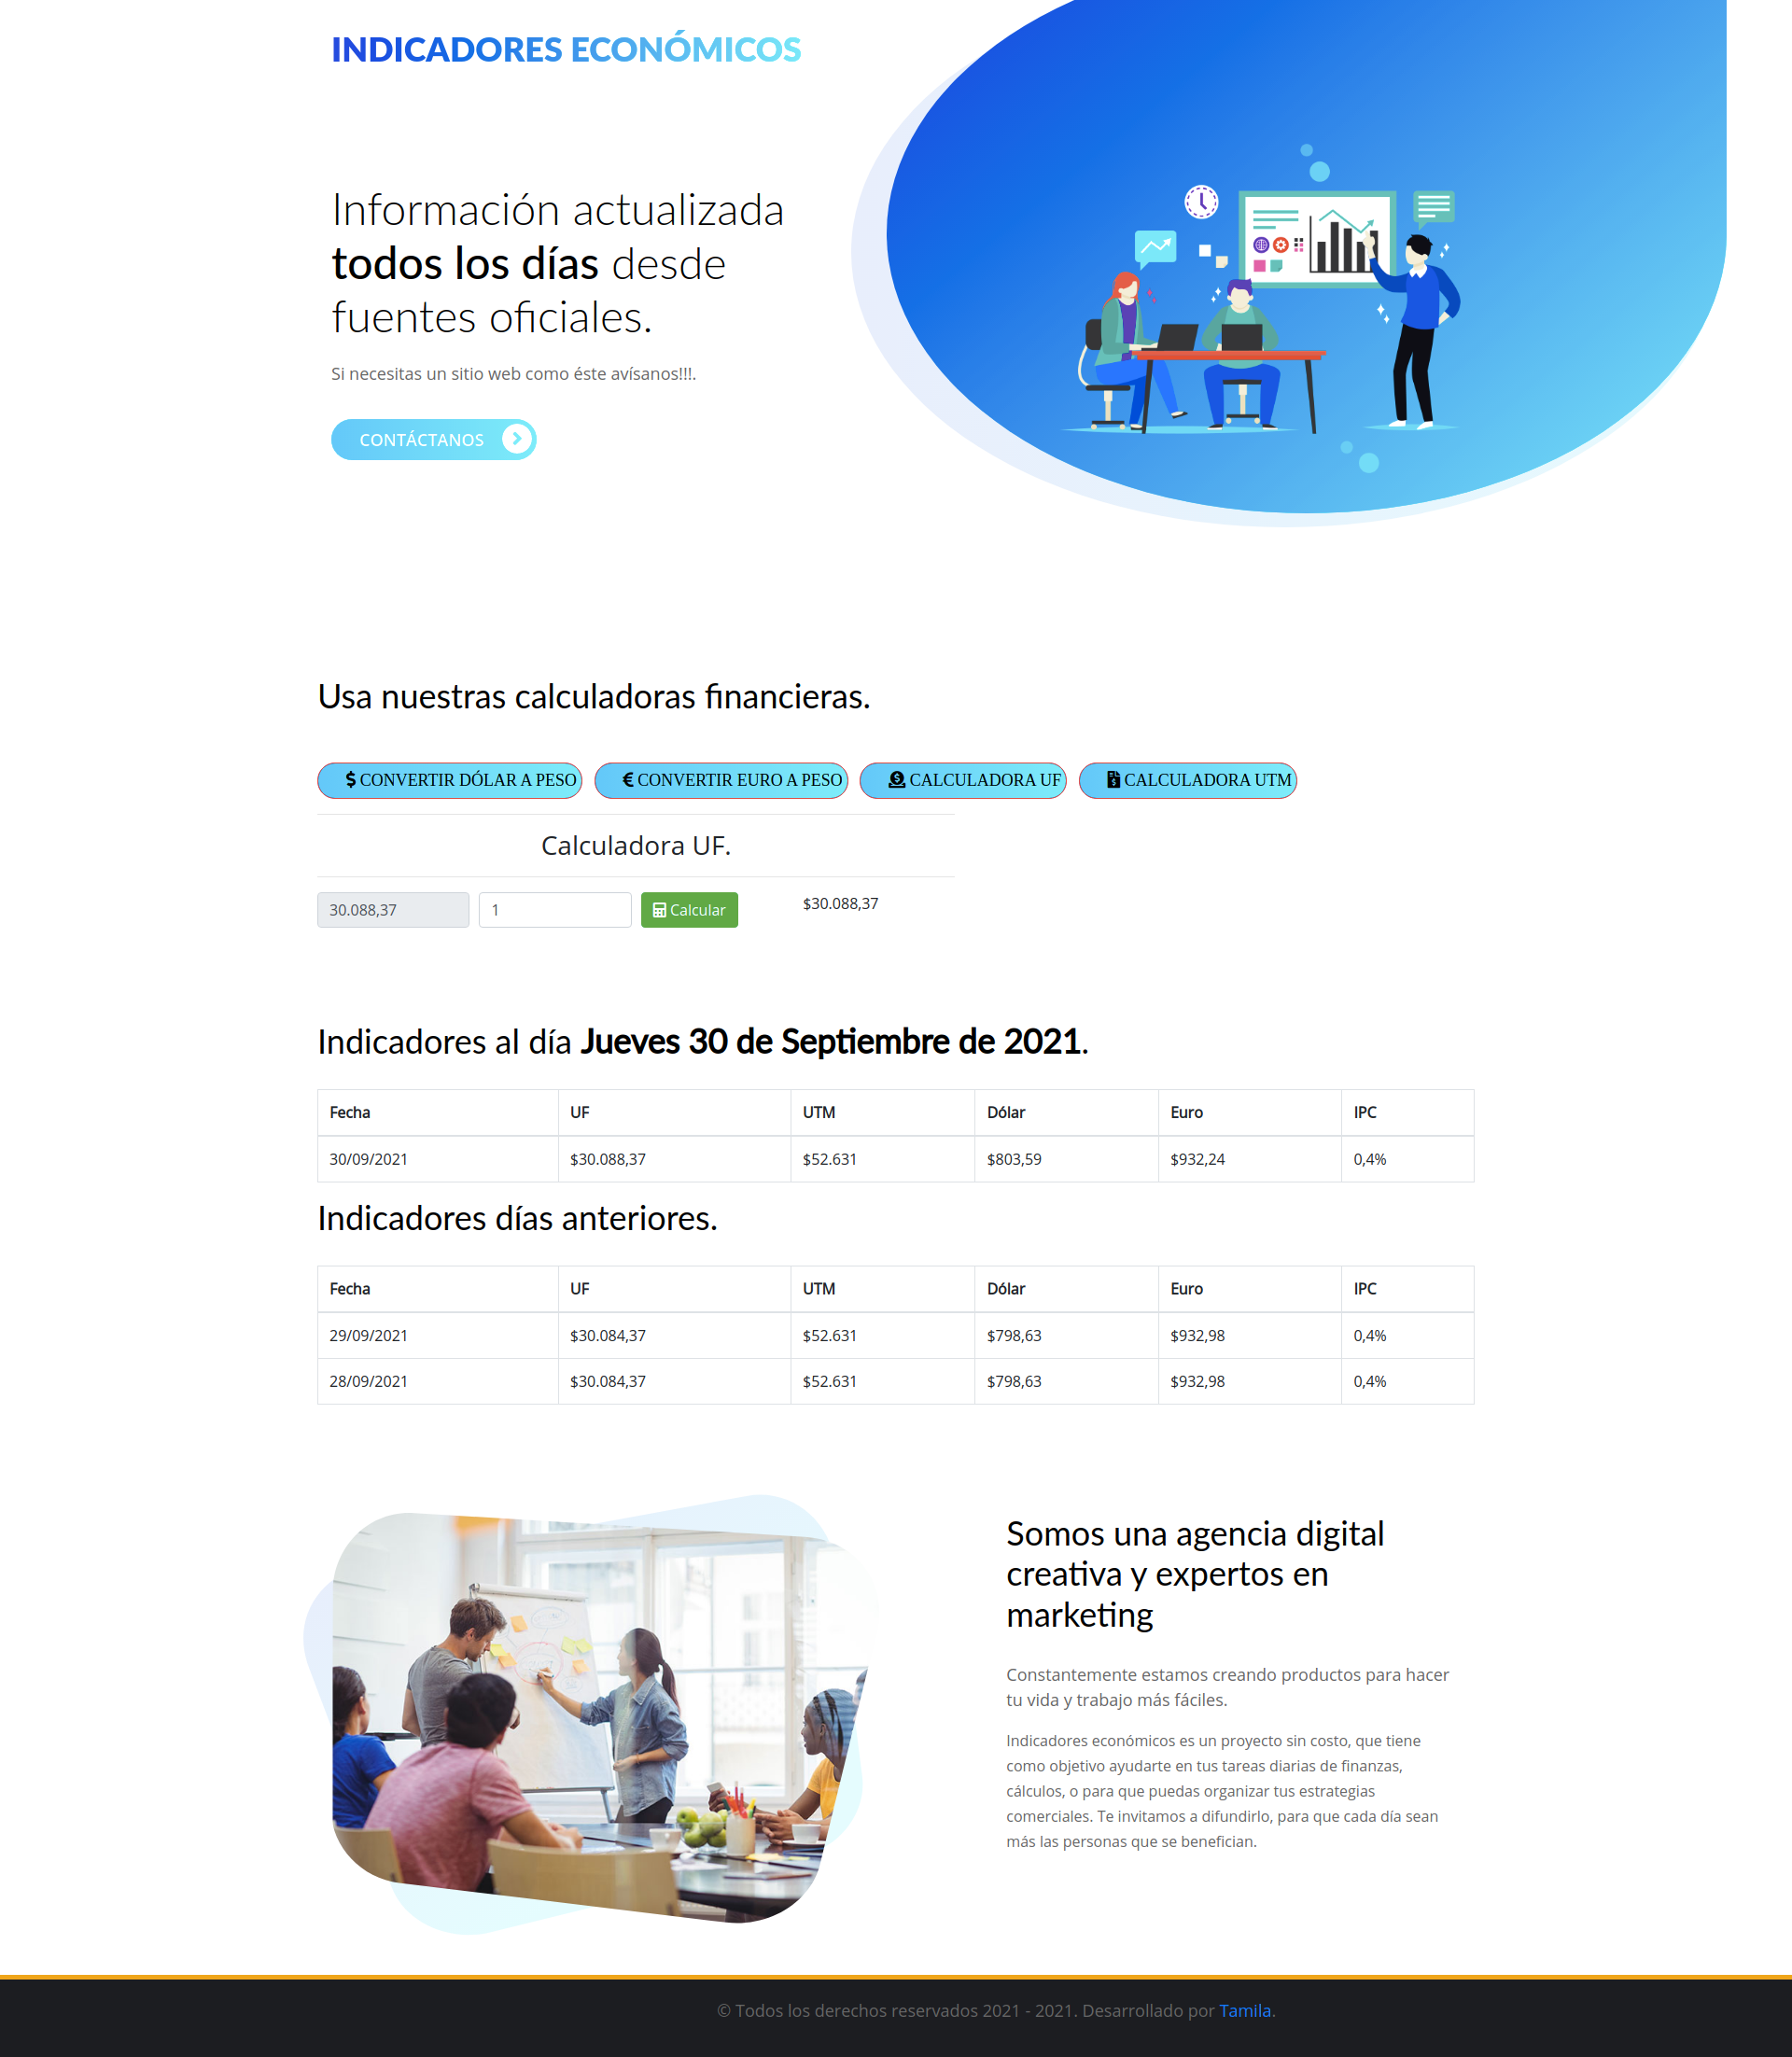 INDICADORES ECONÓMICOS
Información actualizada
todos los días desde
fuentes oficiales.
Si necesitas un sitio web como éste avísanos!!!.
CONTÁCTANOS
Usa nuestras calculadoras financieras.
CONVERTIR DÓLAR A PESO CONVERTIR EURO A PESO CALCULADORA UF CALCULADORA UTM
Calculadora UF.
30.088,37 1 Calcular $30.088,37
Indicadores al día Jueves 30 de Septiembre de 2021.
Fecha UF UTM Dólar Euro IPC
30/09/2021 $30.088,37 $52.631 $803,59 $932,24 0,4%
Indicadores días anteriores.
Fecha UF UTM Dólar Euro IPC
29/09/2021 $30.084,37 $52.631 $798,63 $932,98 0,4%
28/09/2021 $30.084,37 $52.631 $798,63 $932,98 0,4%
Somos una agencia digital
creativa y expertos en
marketing
Constantemente estamos creando productos para hacer
tu vida y trabajo más fáciles.
Indicadores económicos es un proyecto sin costo, que tiene
como objetivo ayudarte en tus tareas diarias de finanzas,
cálculos, o para que puedas organizar tus estrategias
comerciales. Te invitamos a difundirlo, para que cada día sean
más las personas que se benefician.
© Todos los derechos reservados 2021 - 2021. Desarrollado por Tamila.